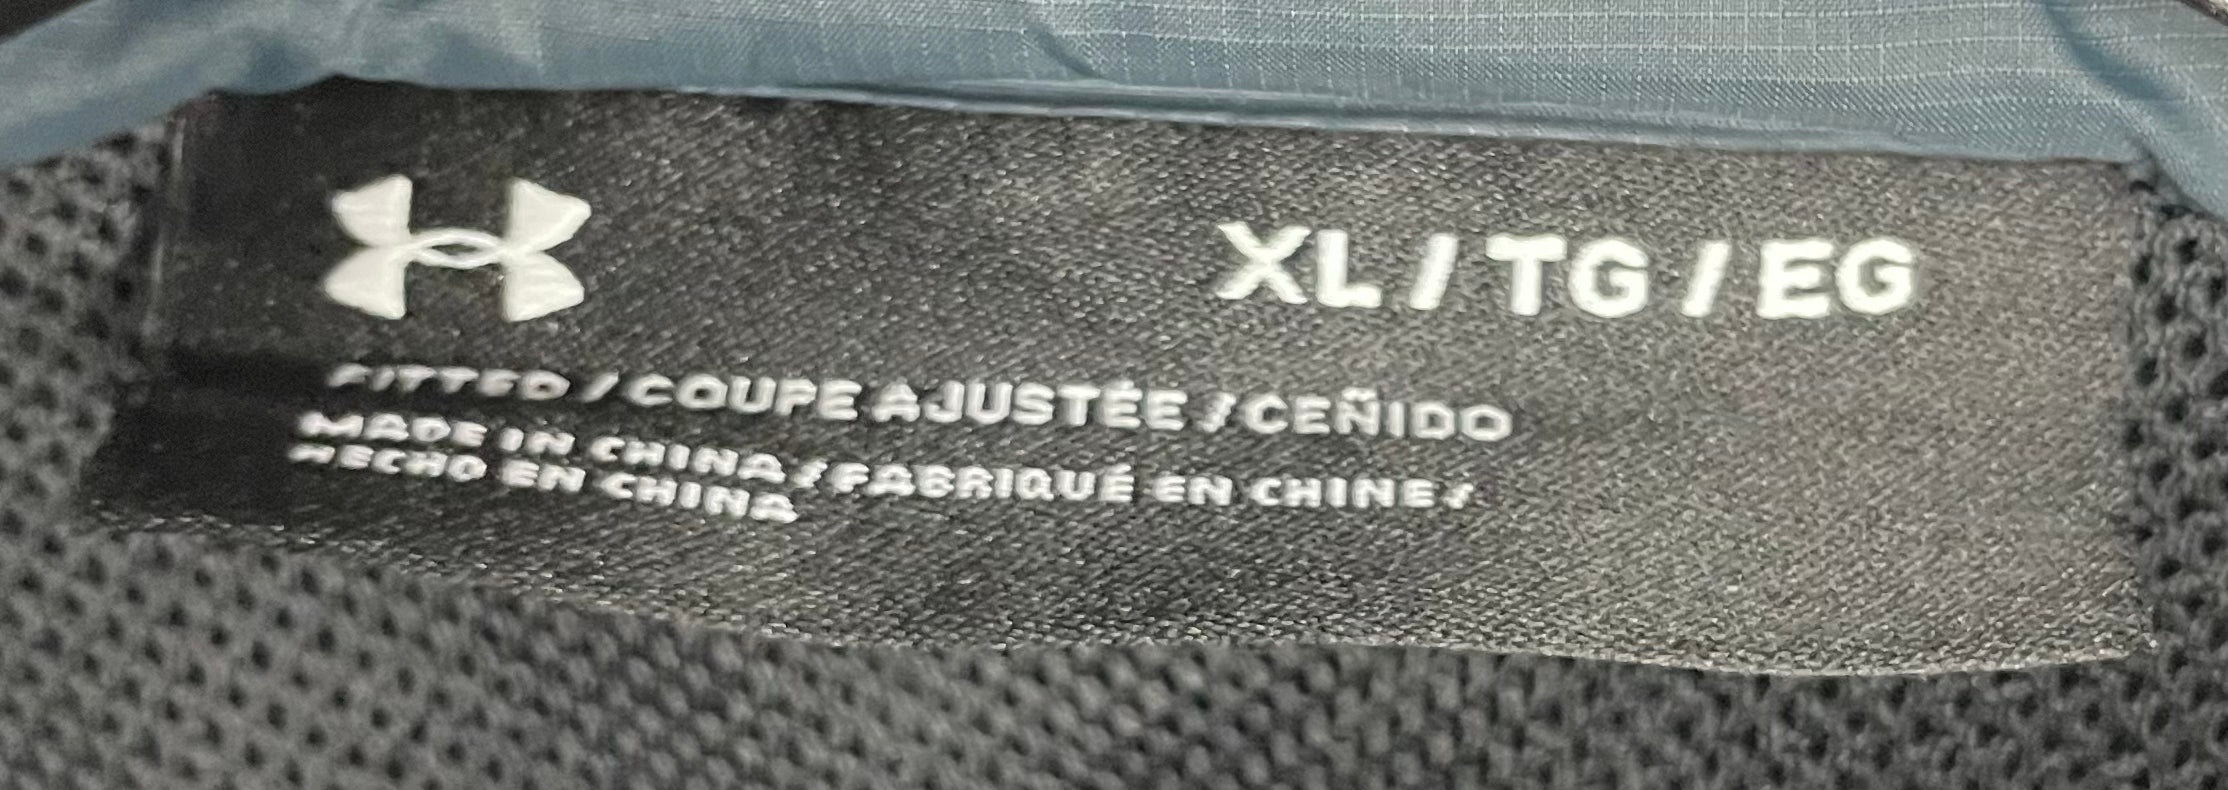 XL / TG / EG
FITTED / COUPE AJUSTÉE / CEÑIDO
MADE IN CHINA / FABRIQUÉ EN CHINE /
HECHO EN CHINA